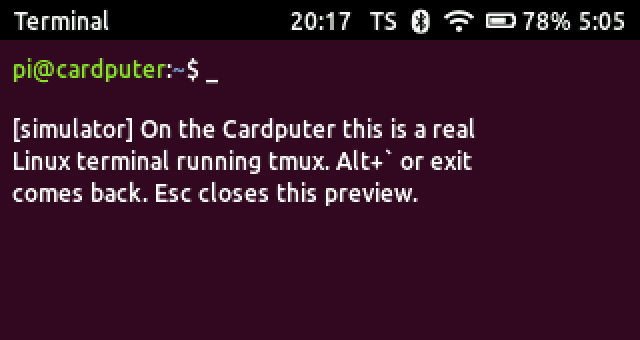 Terminal 20:17 TS 78% 5:05
pi@cardputer:~$ _
[simulator] On the Cardputer this is a real
Linux terminal running tmux. Alt+` or exit
comes back. Esc closes this preview.